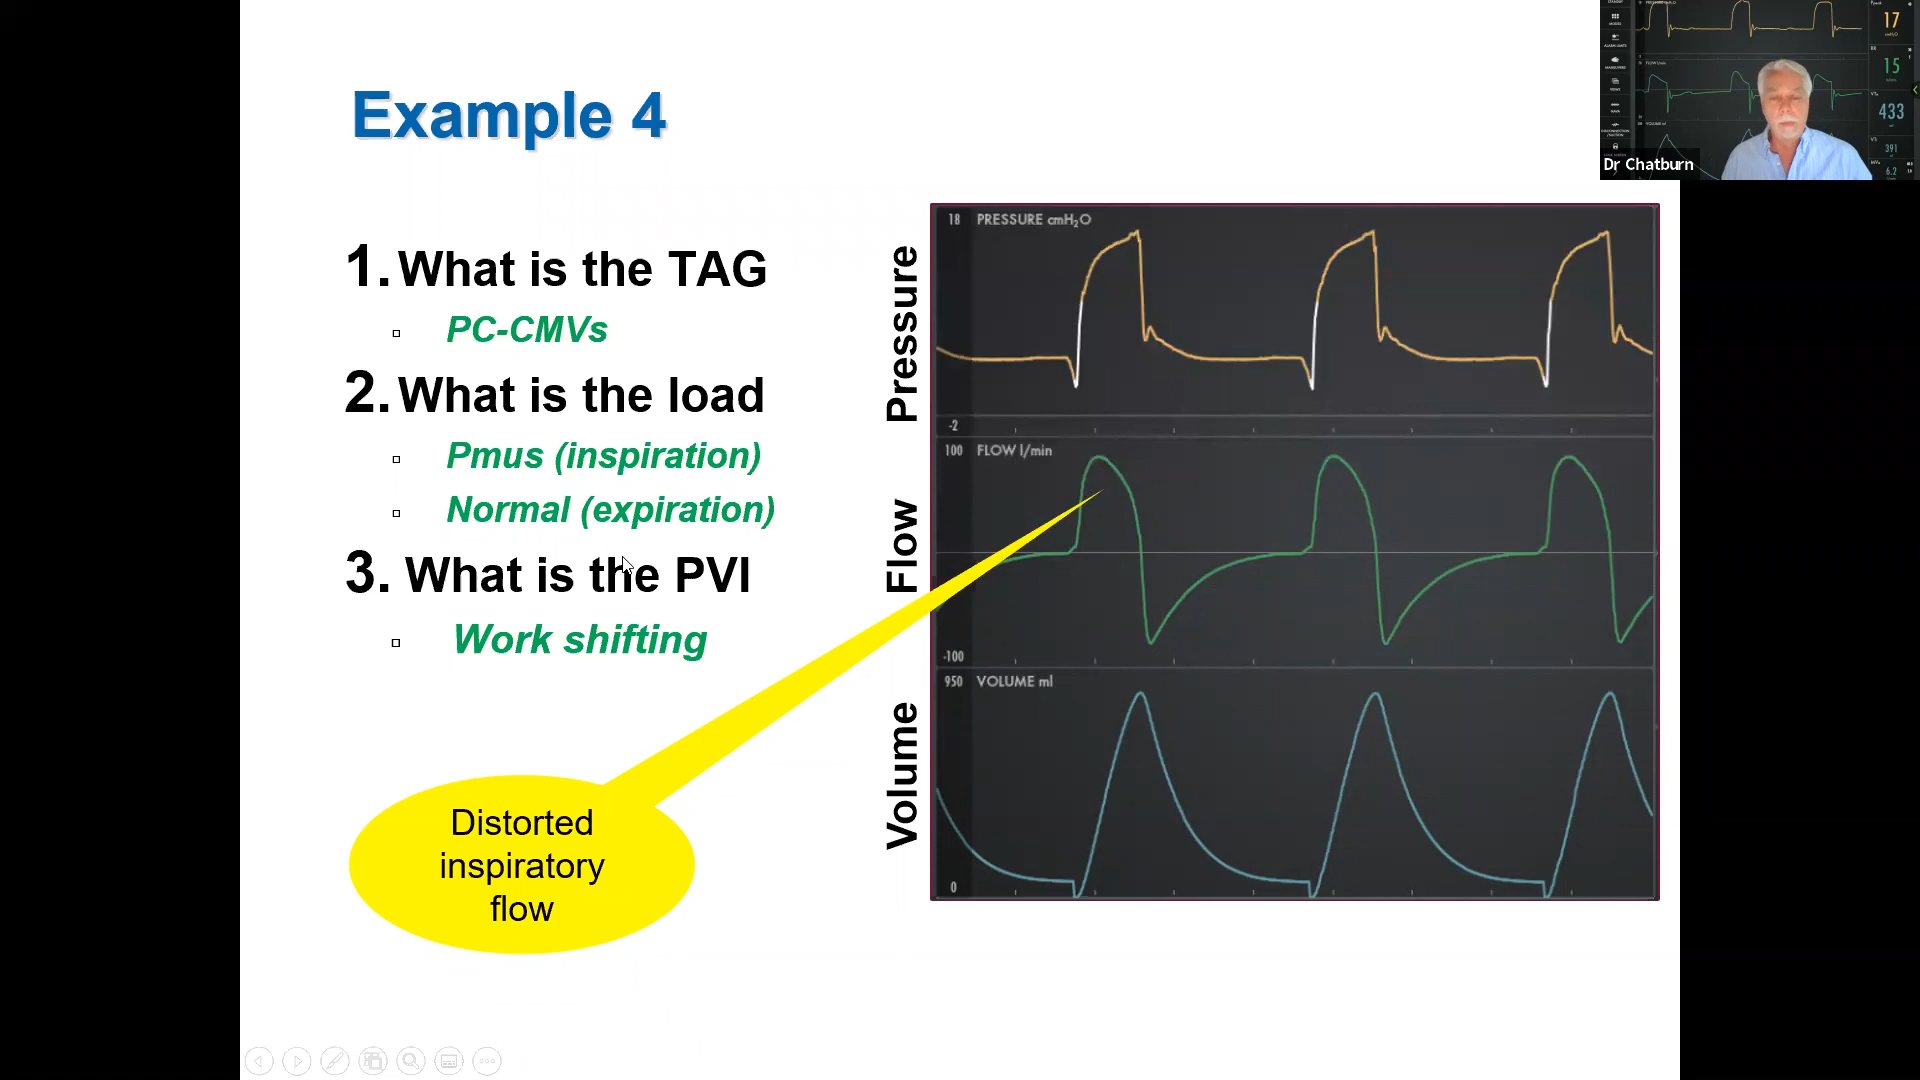 Example 4
1. What is the TAG
PC-CMVs
2. What is the load
Pmus (inspiration)
Normal (expiration)
3. What is the PVI
Work shifting
Distorted
inspiratory
flow
Pressure
18 PRESSURE cmH₂O
-2
Flow
100 FLOW l/min
-100
Volume
950 VOLUME ml
0
17
15
433
391
6.2
Dr Chatburn